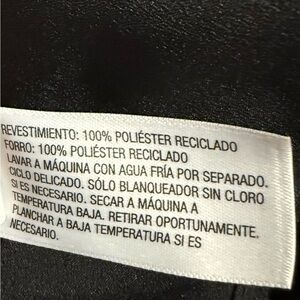 REVESTIMIENTO: 100% POLIÉSTER RECICLADO
FORRO: 100% POLIÉSTER RECICLADO
LAVAR A MÁQUINA CON AGUA FRÍA POR SEPARADO.
CICLO DELICADO. SÓLO BLANQUEADOR SIN CLORO
SI ES NECESARIO. SECAR A MÁQUINA A
TEMPERATURA BAJA. RETIRAR OPORTUNAMENTE.
PLANCHAR A BAJA TEMPERATURA SI ES
NECESARIO.